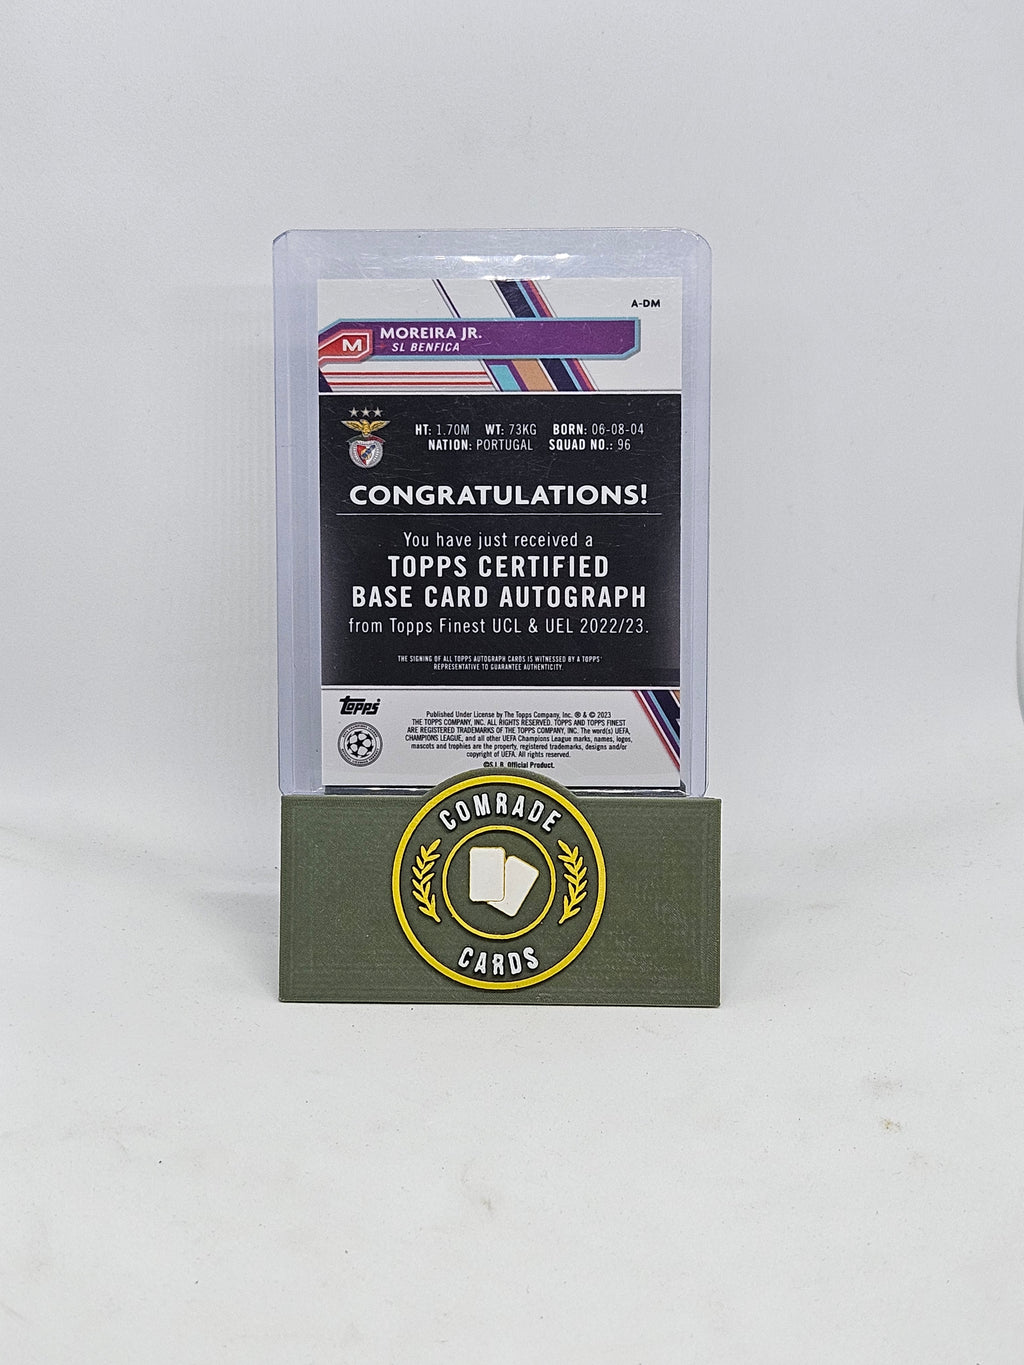 A-DM
MOREIRA JR.
M
SL BENFICA
HT: 1.70M WT: 73KG BORN: 06-08-04
NATION: PORTUGAL SQUAD NO.: 96
CONGRATULATIONS!
You have just received a
TOPPS CERTIFIED
BASE CARD AUTOGRAPH
from Topps Finest UCL & UEL 2022/23.
THE SIGNING OF ALL TOPPS AUTOGRAPH CARDS IS WITNESSED BY A TOPPS
REPRESENTATIVE TO GUARANTEE AUTHENTICITY.
Topps
Published Under License by The Topps Company, Inc. ® & © 2023
THE TOPPS COMPANY, INC. ALL RIGHTS RESERVED. TOPPS AND TOPPS FINEST
ARE REGISTERED TRADEMARKS OF THE TOPPS COMPANY, INC. The word(s) UEFA,
CHAMPIONS LEAGUE, and all other UEFA Champions League marks, names, logos,
mascots and trophies are the property, registered trademarks, designs and/or
copyright of UEFA. All rights reserved.
©S.L.B. Official Product.
COMRADE
CARDS